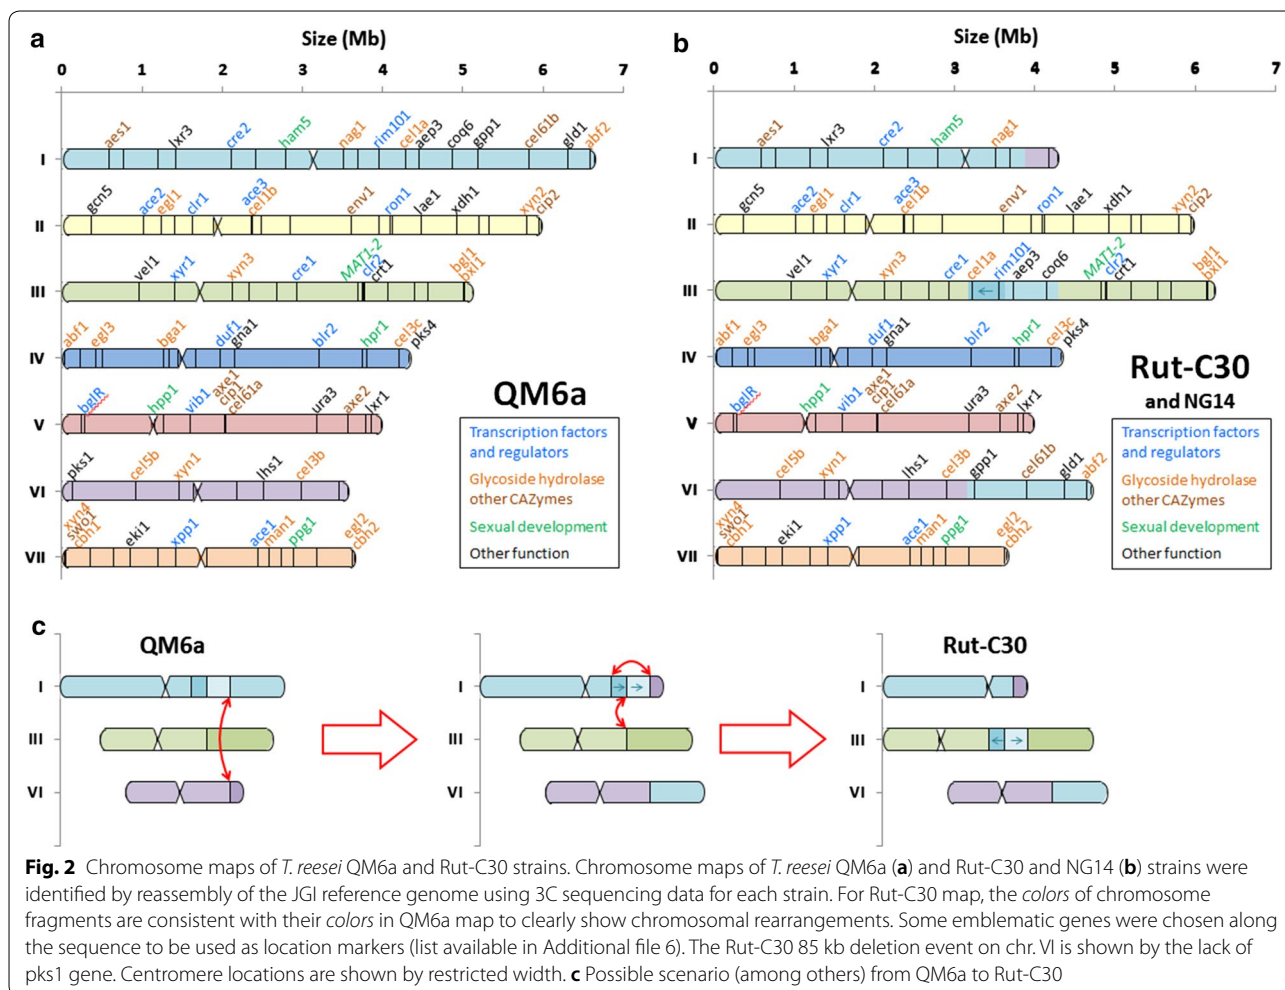 a
Size (Mb)
0 1 2 3 4 5 6 7
I
aes1 lxr3 cre2 ham5 nag1 rim101 cel1a aep3 coq6 gpp1 cel61b gld1 abf2
II
gcn5 ace2 egl1 clr1 ace3 cel1b env1 ron1 lae1 xdh1 xyn2 cip2
III
vel1 xyr1 xyn3 cre1 MAT1-2 clr2 crt1 bgl1 bxl1
IV
abf1 egl3 bga1 duf1 gna1 blr2 hpr1 cel3c pks4
V
bglR hpp1 vib1 axe1 cip1 cel61a ura3 axe2 lxr1
VI
pks1 cel5b xyn1 lhs1 cel3b
VII
xyn4 swo1 cbh1 eki1 xpp1 ace1 man1 ppg1 egl2 cbh2
QM6a
Transcription factors
and regulators
Glycoside hydrolase
other CAZymes
Sexual development
Other function
b
Size (Mb)
0 1 2 3 4 5 6 7
I
aes1 lxr3 cre2 ham5 nag1
II
gcn5 ace2 egl1 clr1 ace3 cel1b env1 ron1 lae1 xdh1 xyn2 cip2
III
vel1 xyr1 xyn3 cre1 cel1a rim101 aep3 coq6 MAT1-2 clr2 crt1 bgl1 bxl1
IV
abf1 egl3 bga1 duf1 gna1 blr2 hpr1 cel3c pks4
V
bglR hpp1 vib1 axe1 cip1 cel61a ura3 axe2 lxr1
VI
cel5b xyn1 lhs1 cel3b gpp1 cel61b gld1 abf2
VII
xyn4 swo1 cbh1 eki1 xpp1 ace1 man1 ppg1 egl2 cbh2
Rut-C30
and NG14
Transcription factors
and regulators
Glycoside hydrolase
other CAZymes
Sexual development
Other function
c
QM6a
I
III
VI
I
III
VI
Rut-C30
I
III
VI
Fig. 2 Chromosome maps of T. reesei QM6a and Rut-C30 strains. Chromosome maps of T. reesei QM6a (a) and Rut-C30 and NG14 (b) strains were
identified by reassembly of the JGI reference genome using 3C sequencing data for each strain. For Rut-C30 map, the colors of chromosome
fragments are consistent with their colors in QM6a map to clearly show chromosomal rearrangements. Some emblematic genes were chosen along
the sequence to be used as location markers (list available in Additional file 6). The Rut-C30 85 kb deletion event on chr. VI is shown by the lack of
pks1 gene. Centromere locations are shown by restricted width. c Possible scenario (among others) from QM6a to Rut-C30